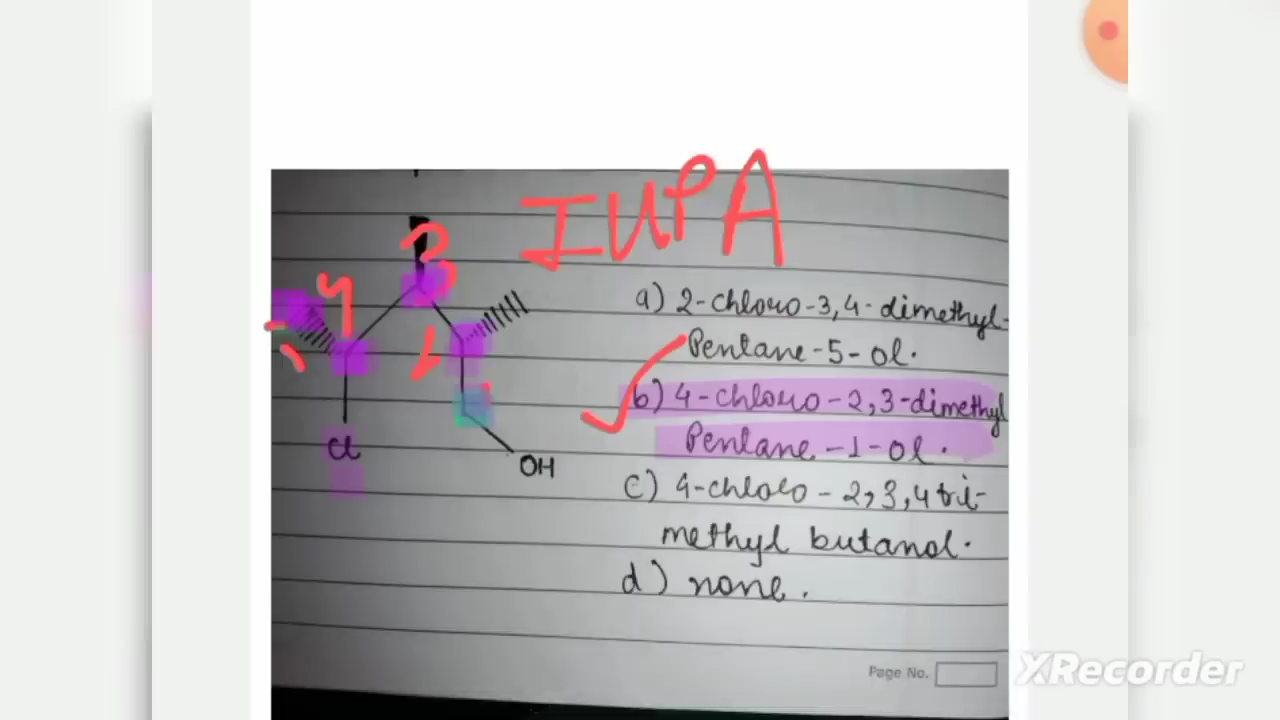 IUPA
4
3
2
a) 2-chloro-3,4-dimethyl-
Pentane-5-ol.
b) 4-chloro-2,3-dimethyl
Pentane-1-ol.
Cl
OH
c) 4-chloro-2,3,4 tri-
methyl butanol.
d) none.
Page No.
XRecorder